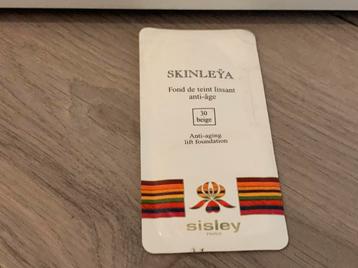 SKINLEŸA
Fond de teint lissant
anti-âge
30
beige
Anti-aging
lift foundation
sisley
PARIS